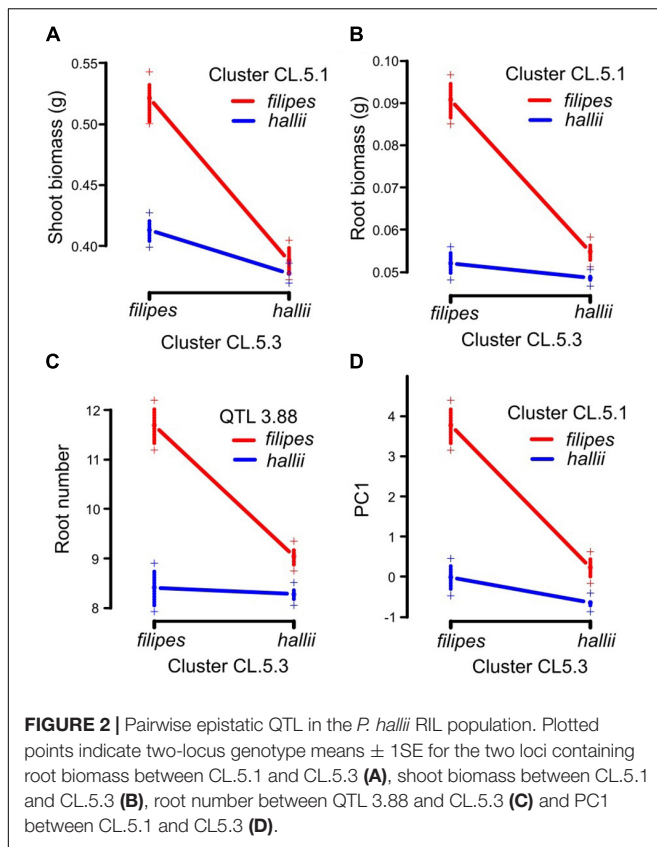 A
Shoot biomass (g)
0.55
0.50
0.45
0.40
Cluster CL.5.1
filipes
hallii
filipes
hallii
Cluster CL.5.3
B
Root biomass (g)
0.10
0.09
0.08
0.07
0.06
0.05
Cluster CL.5.1
filipes
hallii
filipes
hallii
Cluster CL.5.3
C
Root number
12
11
10
9
8
QTL 3.88
filipes
hallii
filipes
hallii
Cluster CL.5.3
D
PC1
4
3
2
1
0
-1
Cluster CL.5.1
filipes
hallii
filipes
hallii
Cluster CL5.3
FIGURE 2 | Pairwise epistatic QTL in the P. hallii RIL population. Plotted
points indicate two-locus genotype means ± 1SE for the two loci containing
root biomass between CL.5.1 and CL.5.3 (A), shoot biomass between CL.5.1
and CL.5.3 (B), root number between QTL 3.88 and CL.5.3 (C) and PC1
between CL.5.1 and CL5.3 (D).